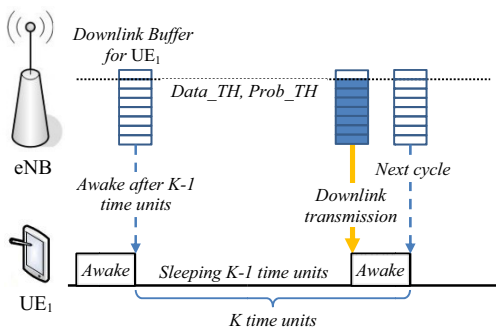 Downlink Buffer
for UE1
Data_TH, Prob_TH
eNB
Awake after K-1
time units
Downlink
transmission
Next cycle
Awake
Sleeping K-1 time units
Awake
UE1
K time units